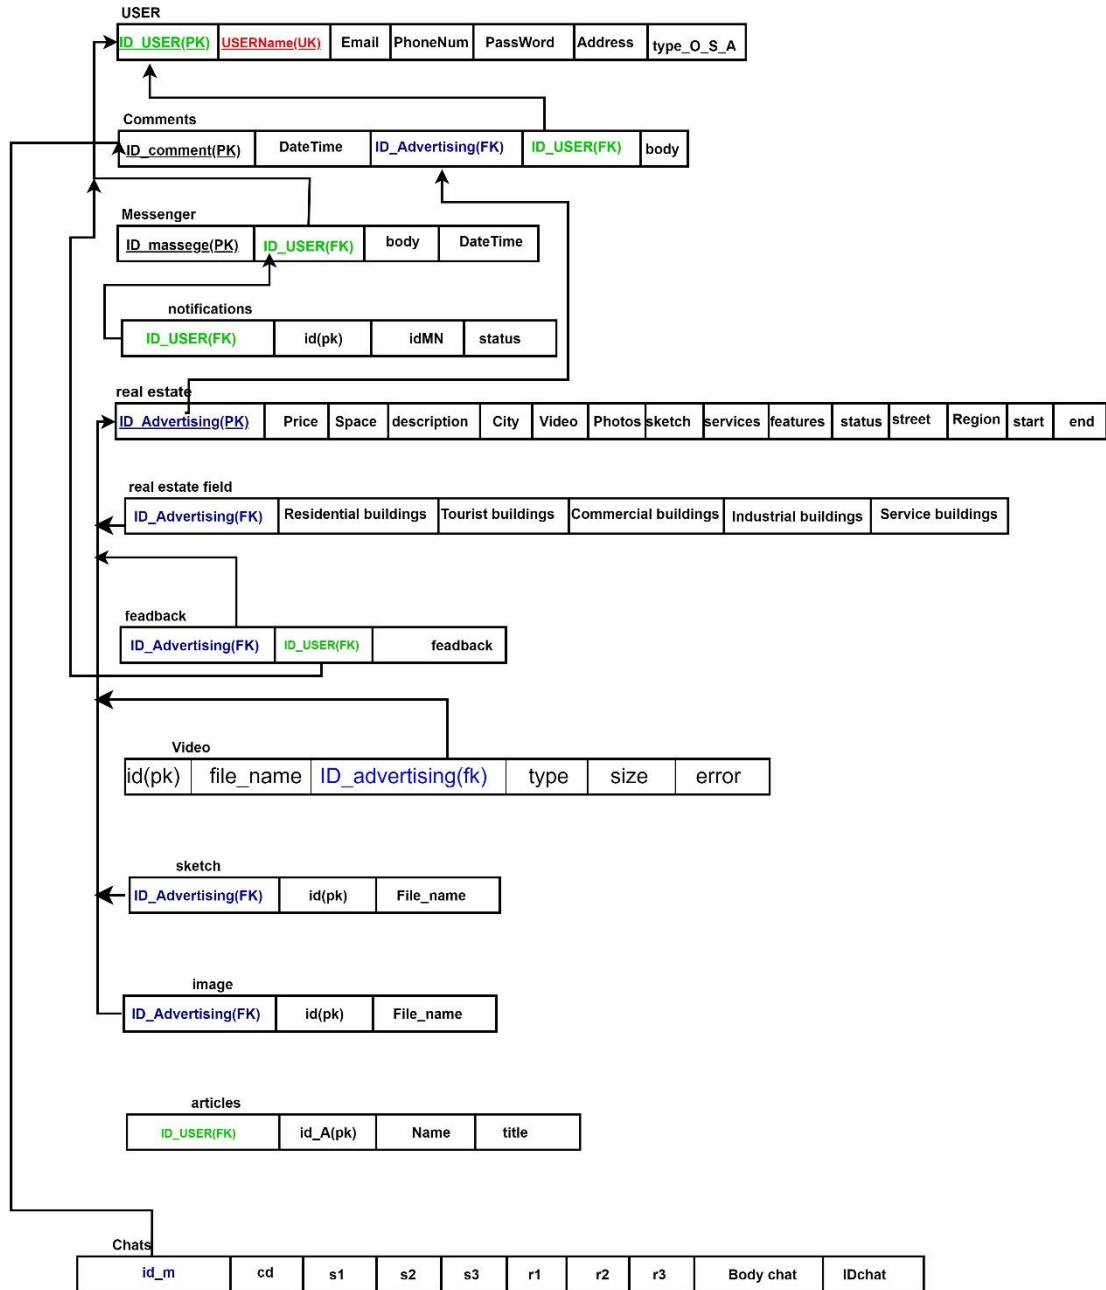 USER
ID_USER(PK) USERName(UK) Email PhoneNum PassWord Address type_O_S_A
Comments
ID_comment(PK) DateTime ID_Advertising(FK) ID_USER(FK) body
Messenger
ID_massege(PK) ID_USER(FK) body DateTime
notifications
ID_USER(FK) id(pk) idMN status
real estate
ID_Advertising(PK) Price Space description City Video Photos sketch services features status street Region start end
real estate field
ID_Advertising(FK) Residential buildings Tourist buildings Commercial buildings Industrial buildings Service buildings
feadback
ID_Advertising(FK) ID_USER(FK) feadback
Video
id(pk) file_name ID_advertising(fk) type size error
sketch
ID_Advertising(FK) id(pk) File_name
image
ID_Advertising(FK) id(pk) File_name
articles
ID_USER(FK) id_A(pk) Name title
Chats
id_m cd s1 s2 s3 r1 r2 r3 Body chat IDchat